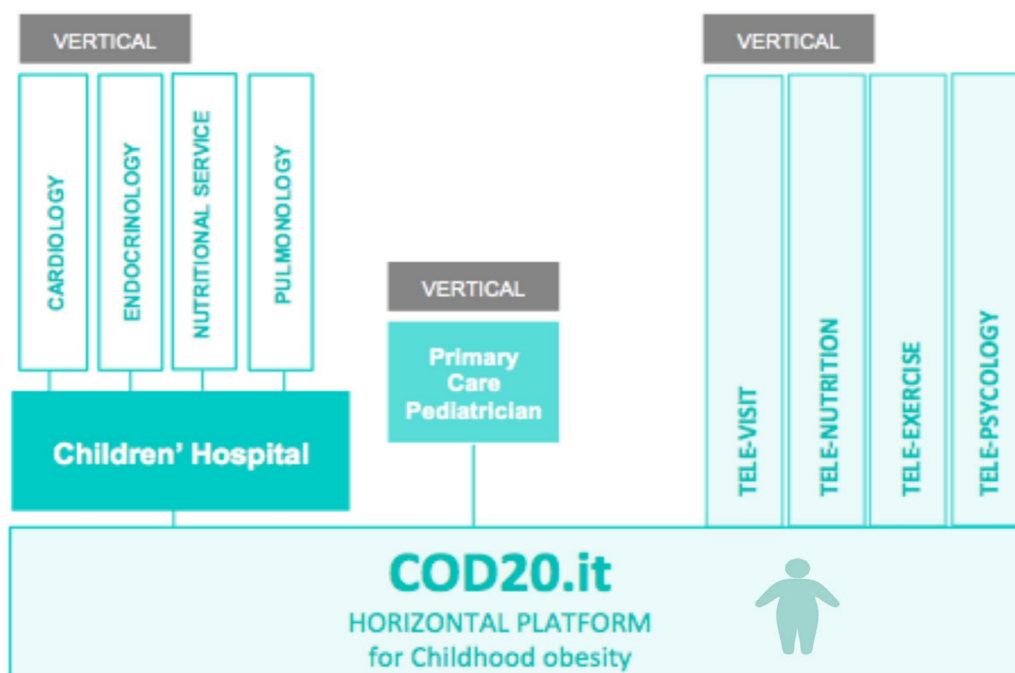 VERTICAL
CARDIOLOGY
ENDOCRINOLOGY
NUTRITIONAL SERVICE
PULMONOLOGY
Children' Hospital
VERTICAL
Primary
Care
Pediatrician
VERTICAL
TELE-VISIT
TELE-NUTRITION
TELE-EXERCISE
TELE-PSYCOLOGY
COD20.it
HORIZONTAL PLATFORM
for Childhood obesity